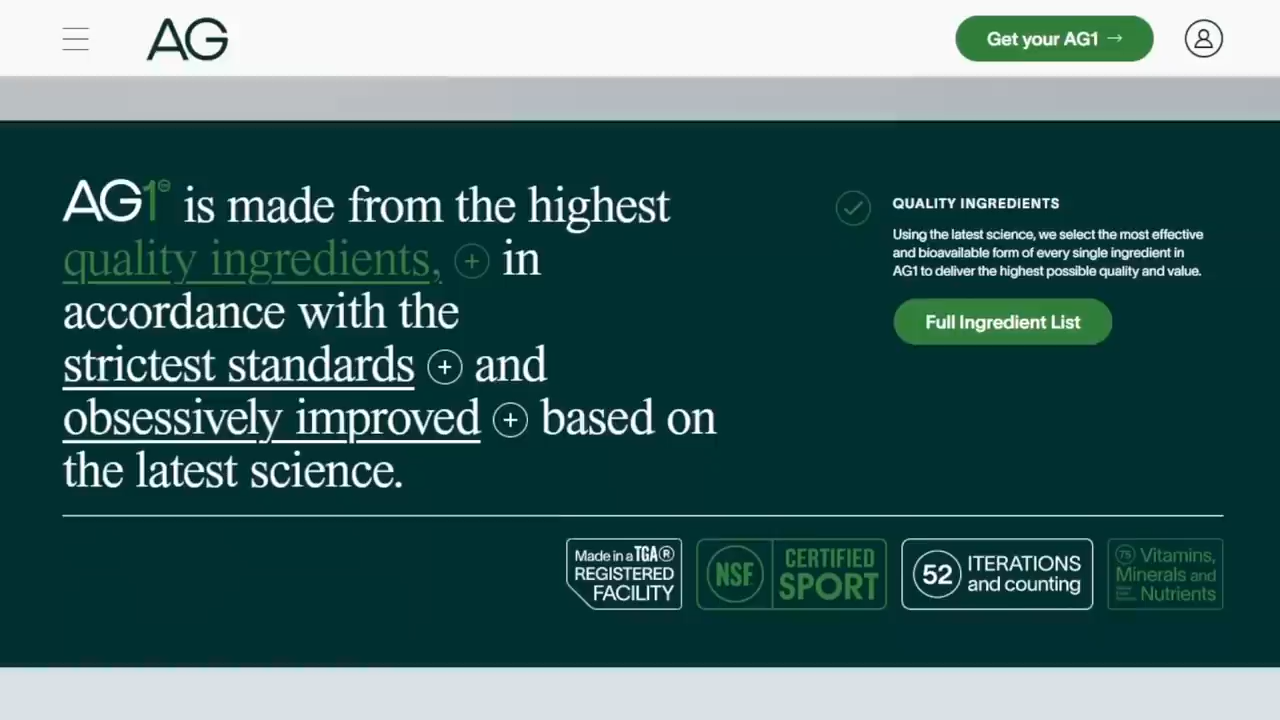 AG
Get your AG1 →
AG1® is made from the highest
quality ingredients, + in
accordance with the
strictest standards + and
obsessively improved + based on
the latest science.
QUALITY INGREDIENTS
Using the latest science, we select the most effective
and bioavailable form of every single ingredient in
AG1 to deliver the highest possible quality and value.
Full Ingredient List
Made in a TGA®
REGISTERED
FACILITY
NSF
CERTIFIED
SPORT
52
ITERATIONS
and counting
75 Vitamins,
Minerals and
Nutrients